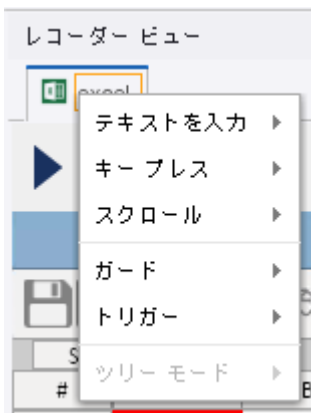 レコーダー ビュー
excel
テキストを入力
キー プレス
スクロール
ガード
トリガー
ツリー モード
S
#
B